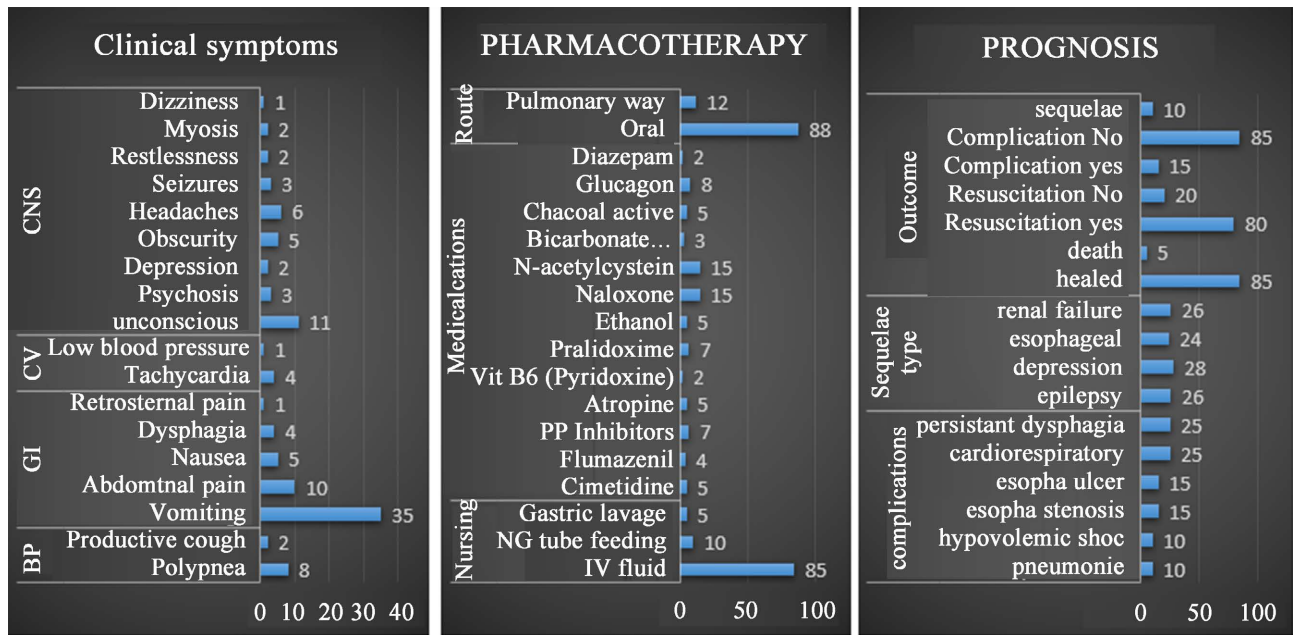 Clinical symptoms
CNS
Dizziness 1
Myosis 2
Restlessness 2
Seizures 3
Headaches 6
Obscurity 5
Depression 2
Psychosis 3
unconscious 11
CV
Low blood pressure 1
Tachycardia 4
GI
Retrosternal pain 1
Dysphagia 4
Nausea 5
Abdomtnal pain 10
Vomiting 35
BP
Productive cough 2
Polypnea 8
0 10 20 30 40
PHARMACOTHERAPY
Route
Pulmonary way 12
Oral 88
Medicalcations
Diazepam 2
Glucagon 8
Chacoal active 5
Bicarbonate... 3
N-acetylcystein 15
Naloxone 15
Ethanol 5
Pralidoxime 7
Vit B6 (Pyridoxine) 2
Atropine 5
PP Inhibitors 7
Flumazenil 4
Cimetidine 5
Nursing
Gastric lavage 5
NG tube feeding 10
IV fluid 85
0 50 100
PROGNOSIS
Outcome
sequelae 10
Complication No 85
Complication yes 15
Resuscitation No 20
Resuscitation yes 80
death 5
healed 85
Sequelae
type
renal failure 26
esophageal 24
depression 28
epilepsy 26
complications
persistant dysphagia 25
cardiorespiratory 25
esopha ulcer 15
esopha stenosis 15
hypovolemic shoc 10
pneumonie 10
0 50 100